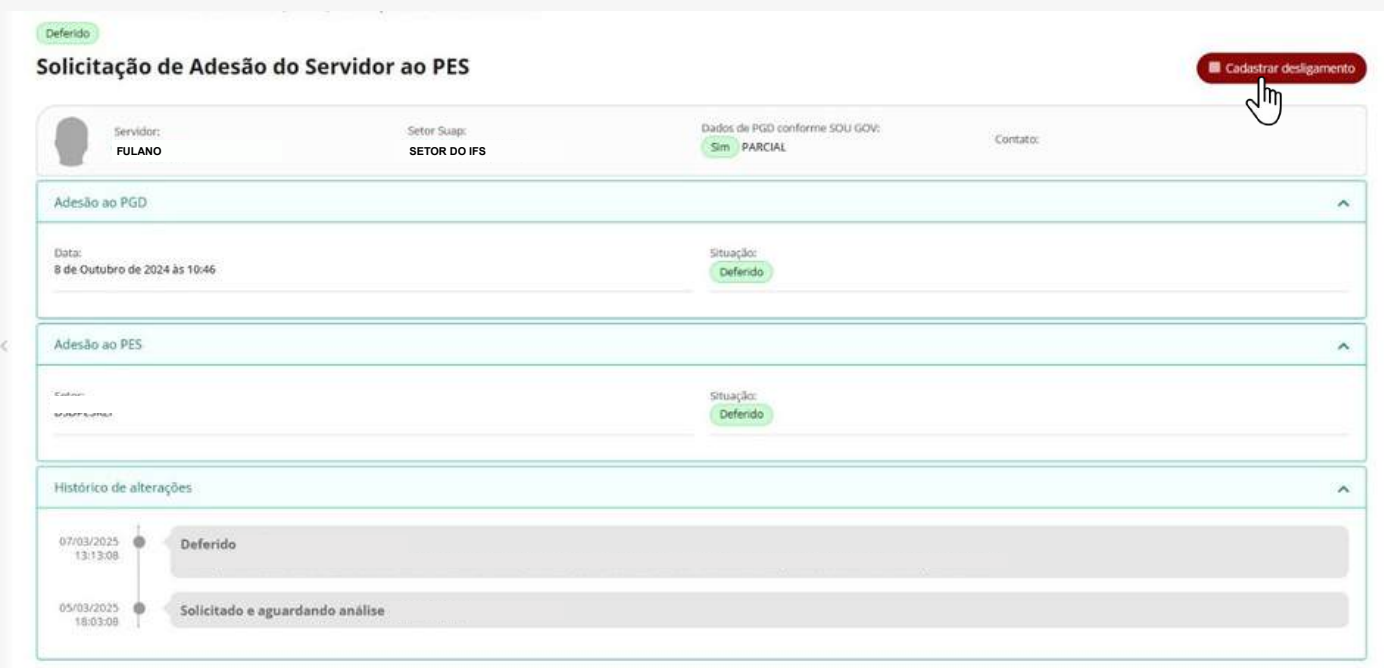 Deferido
Solicitação de Adesão do Servidor ao PES
Cadastrar desligamento
Servidor:
FULANO
Setor Suap:
SETOR DO IFS
Dados de PGD conforme SOU GOV:
Sim PARCIAL
Contato:
Adesão ao PGD
Data:
8 de Outubro de 2024 às 10:46
Situação:
Deferido
Adesão ao PES
Situação:
Deferido
Histórico de alterações
07/03/2025
13:13:08
Deferido
05/03/2025
18:03:08
Solicitado e aguardando análise